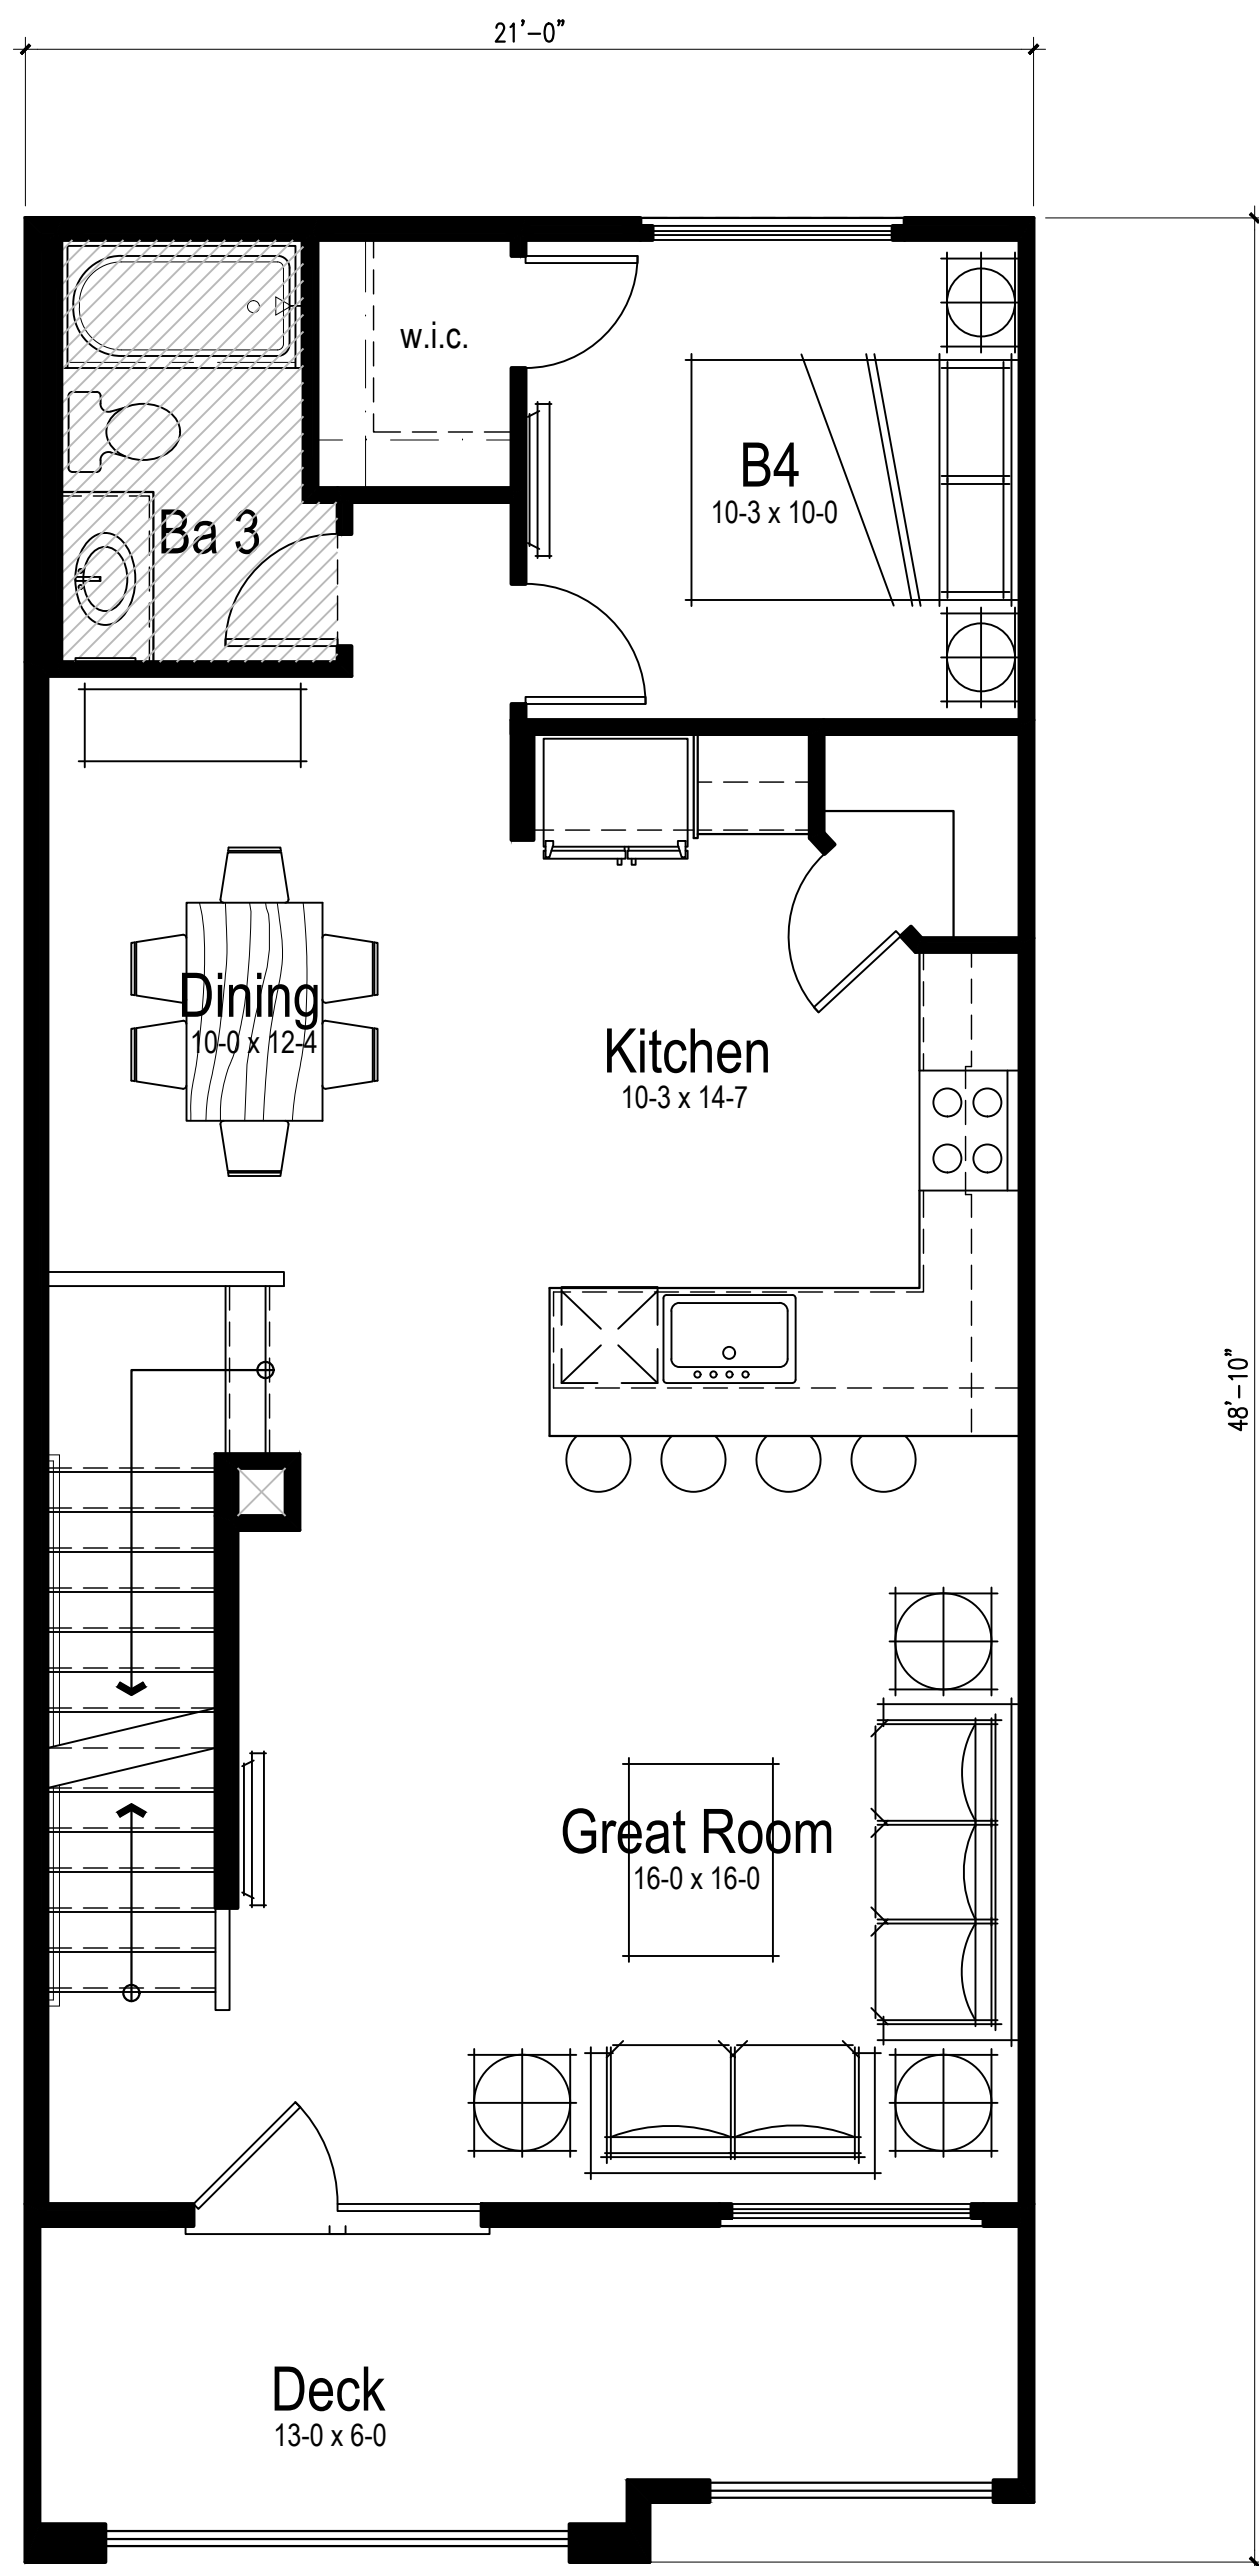 21'-0"
w.i.c.
B4
10-3 x 10-0
Ba 3
Dining
10-0 x 12-4
Kitchen
10-3 x 14-7
48'-10"
Great Room
16-0 x 16-0
Deck
13-0 x 6-0